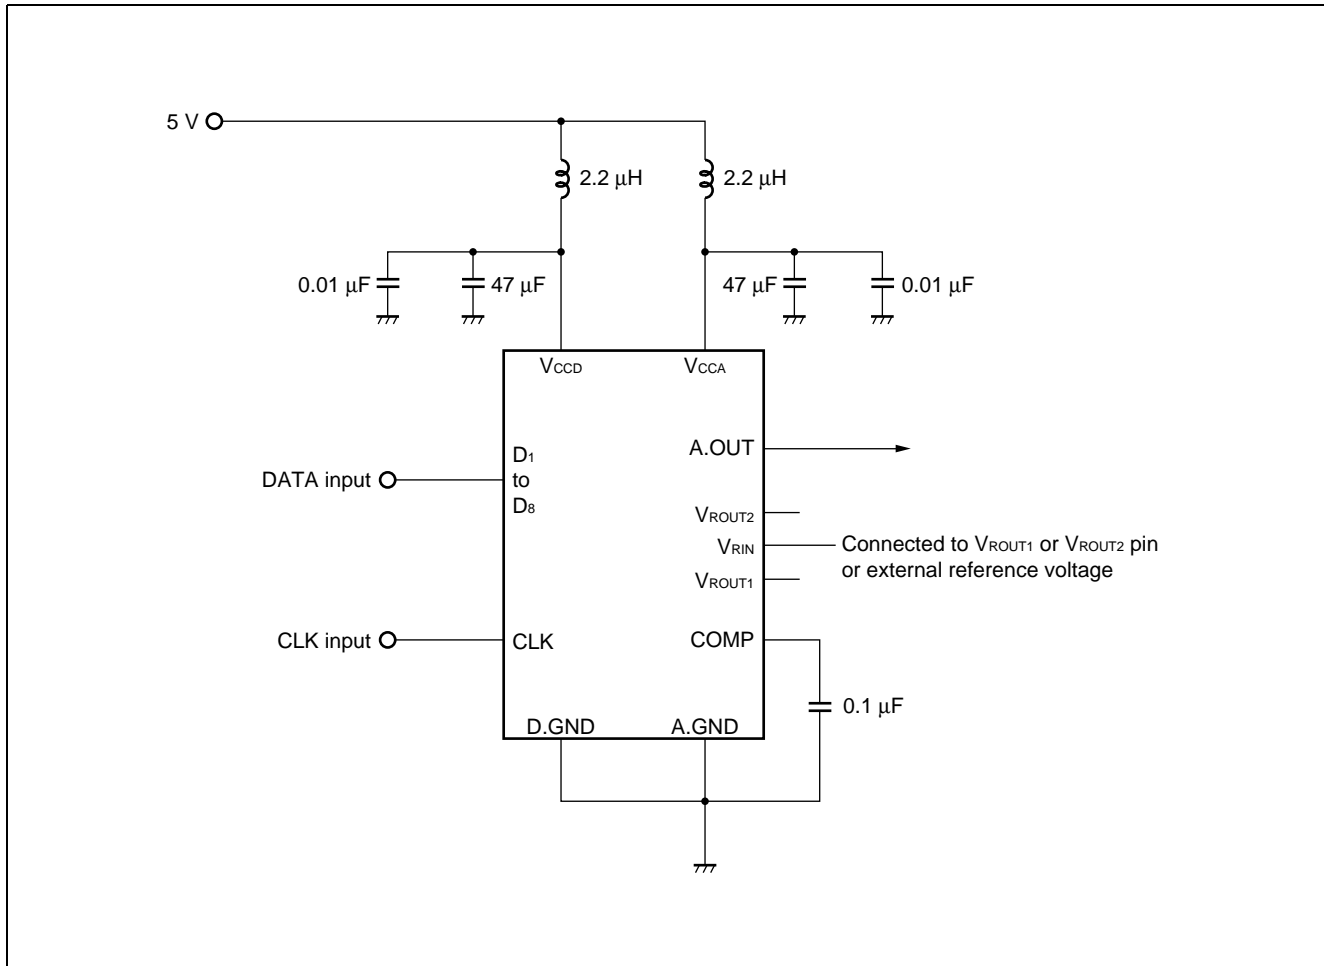 5 V
2.2 μH
2.2 μH
0.01 μF
47 μF
47 μF
0.01 μF
VCCD
VCCA
D1
to
D8
DATA input
A.OUT
VROUT2
VRIN
Connected to VROUT1 or VROUT2 pin
or external reference voltage
VROUT1
CLK input
CLK
COMP
0.1 μF
D.GND
A.GND